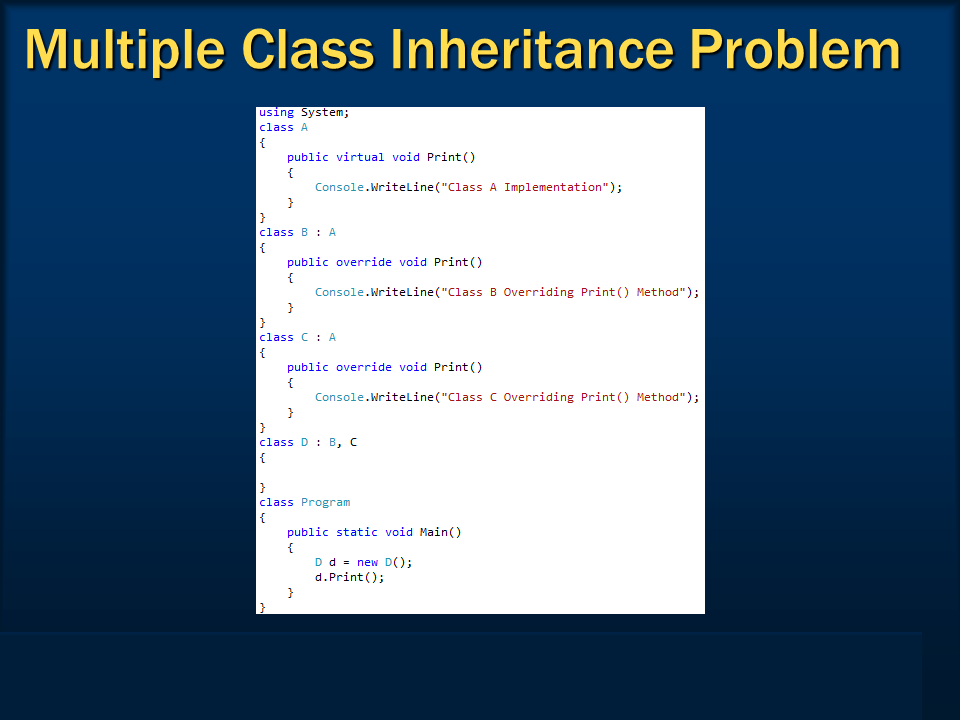 Multiple Class Inheritance Problem
using System;
class A
{
    public virtual void Print()
    {
        Console.WriteLine("Class A Implementation");
    }
}
class B : A
{
    public override void Print()
    {
        Console.WriteLine("Class B Overriding Print() Method");
    }
}
class C : A
{
    public override void Print()
    {
        Console.WriteLine("Class C Overriding Print() Method");
    }
}
class D : B, C
{

}
class Program
{
    public static void Main()
    {
        D d = new D();
        d.Print();
    }
}